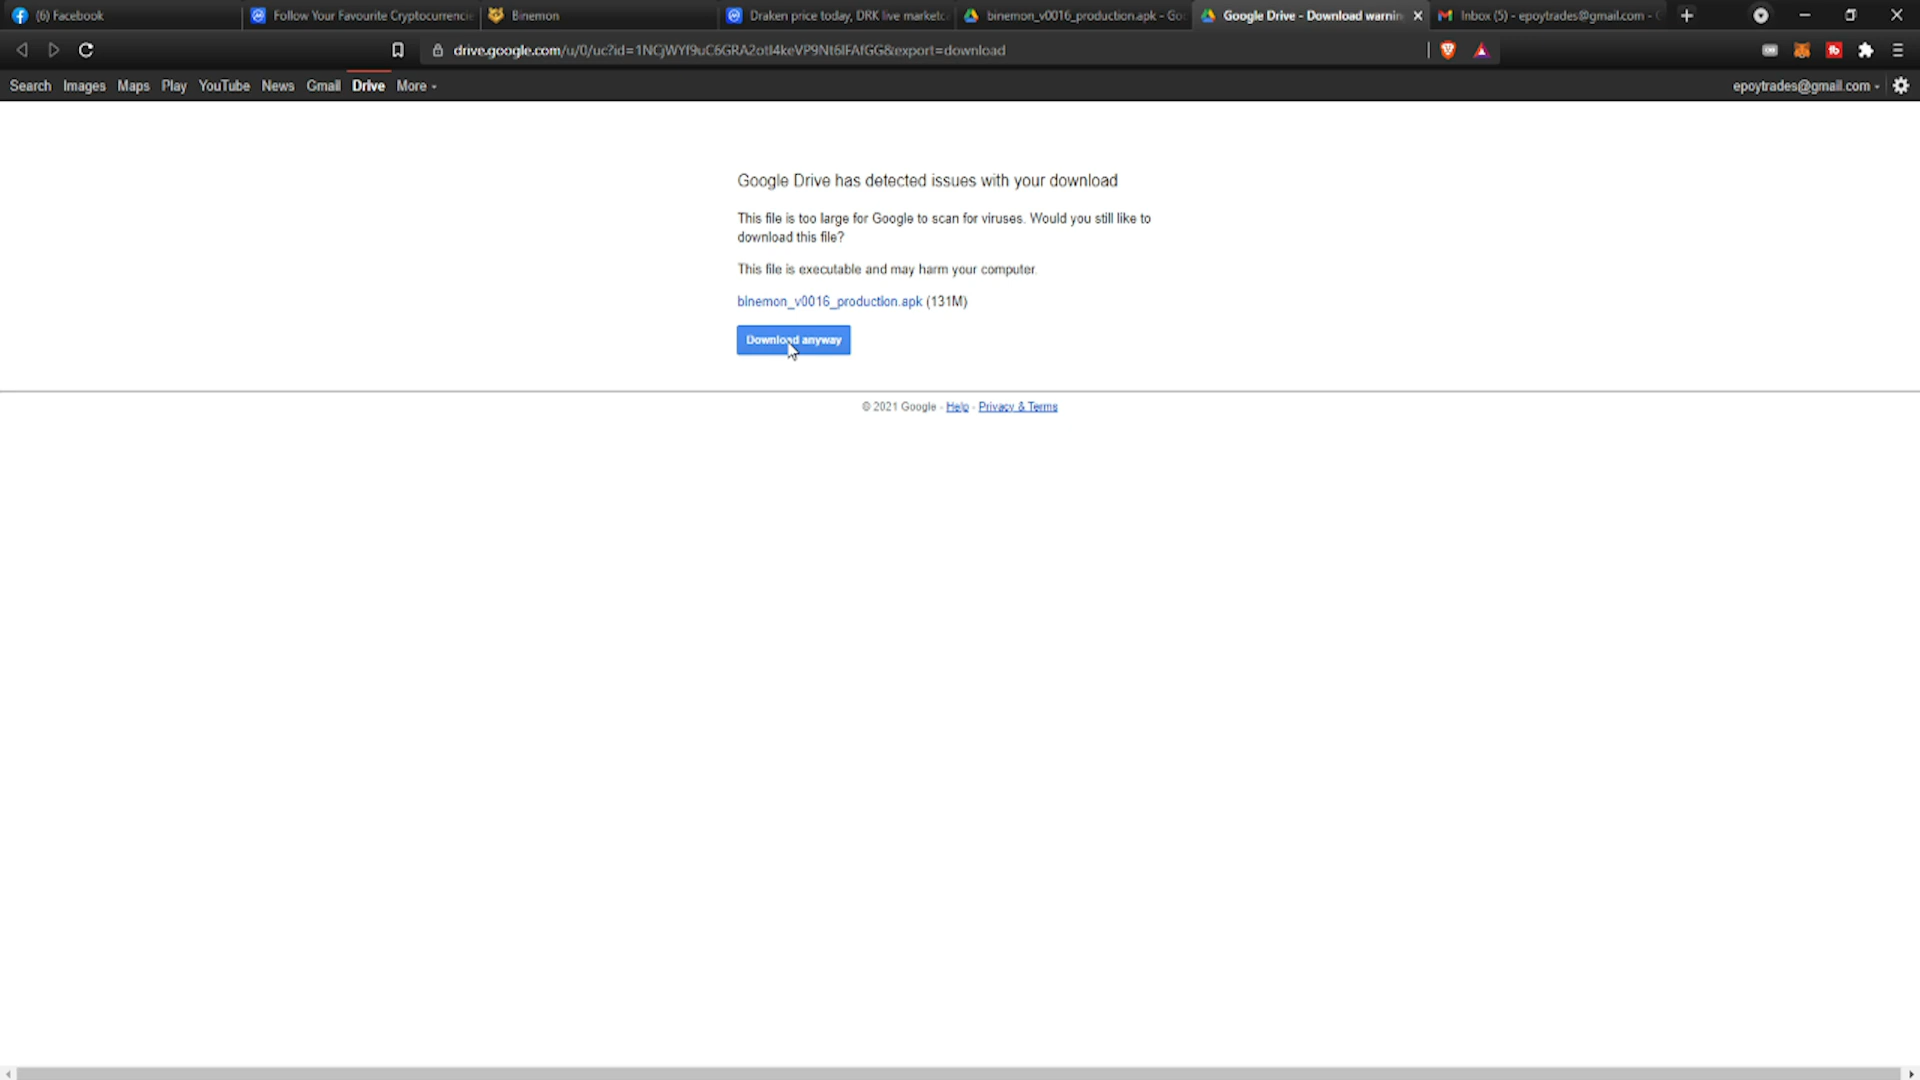 (6) Facebook
Follow Your Favourite Cryptocurrencie
Binemon
Draken price today, DRK live marketc
binemon_v0016_production.apk - Go
Google Drive - Download warnin
Inbox (5) - epoytrades@gmail.com -
drive.google.com/u/0/uc?id=1NCjWYf9uC6GRA2otl4keVP9Nt6IFAfGG&export=download
Search Images Maps Play YouTube News Gmail Drive More
epoytrades@gmail.com
Google Drive has detected issues with your download
This file is too large for Google to scan for viruses. Would you still like to
download this file?
This file is executable and may harm your computer.
binemon_v0016_production.apk (131M)
Download anyway
© 2021 Google - Help - Privacy & Terms